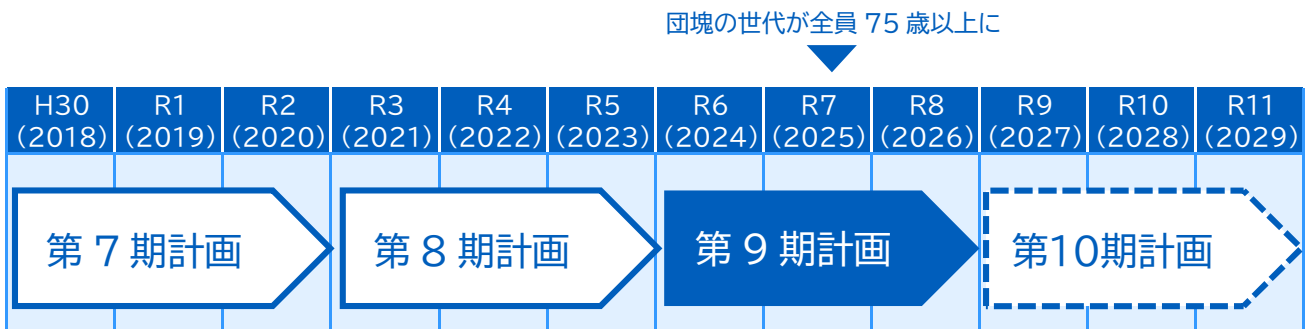 団塊の世代が全員 75 歳以上に
H30 R1 R2 R3 R4 R5 R6 R7 R8 R9 R10 R11
(2018) (2019) (2020) (2021) (2022) (2023) (2024) (2025) (2026) (2027) (2028) (2029)
第 7 期計画 第 8 期計画 第 9 期計画 第10期計画